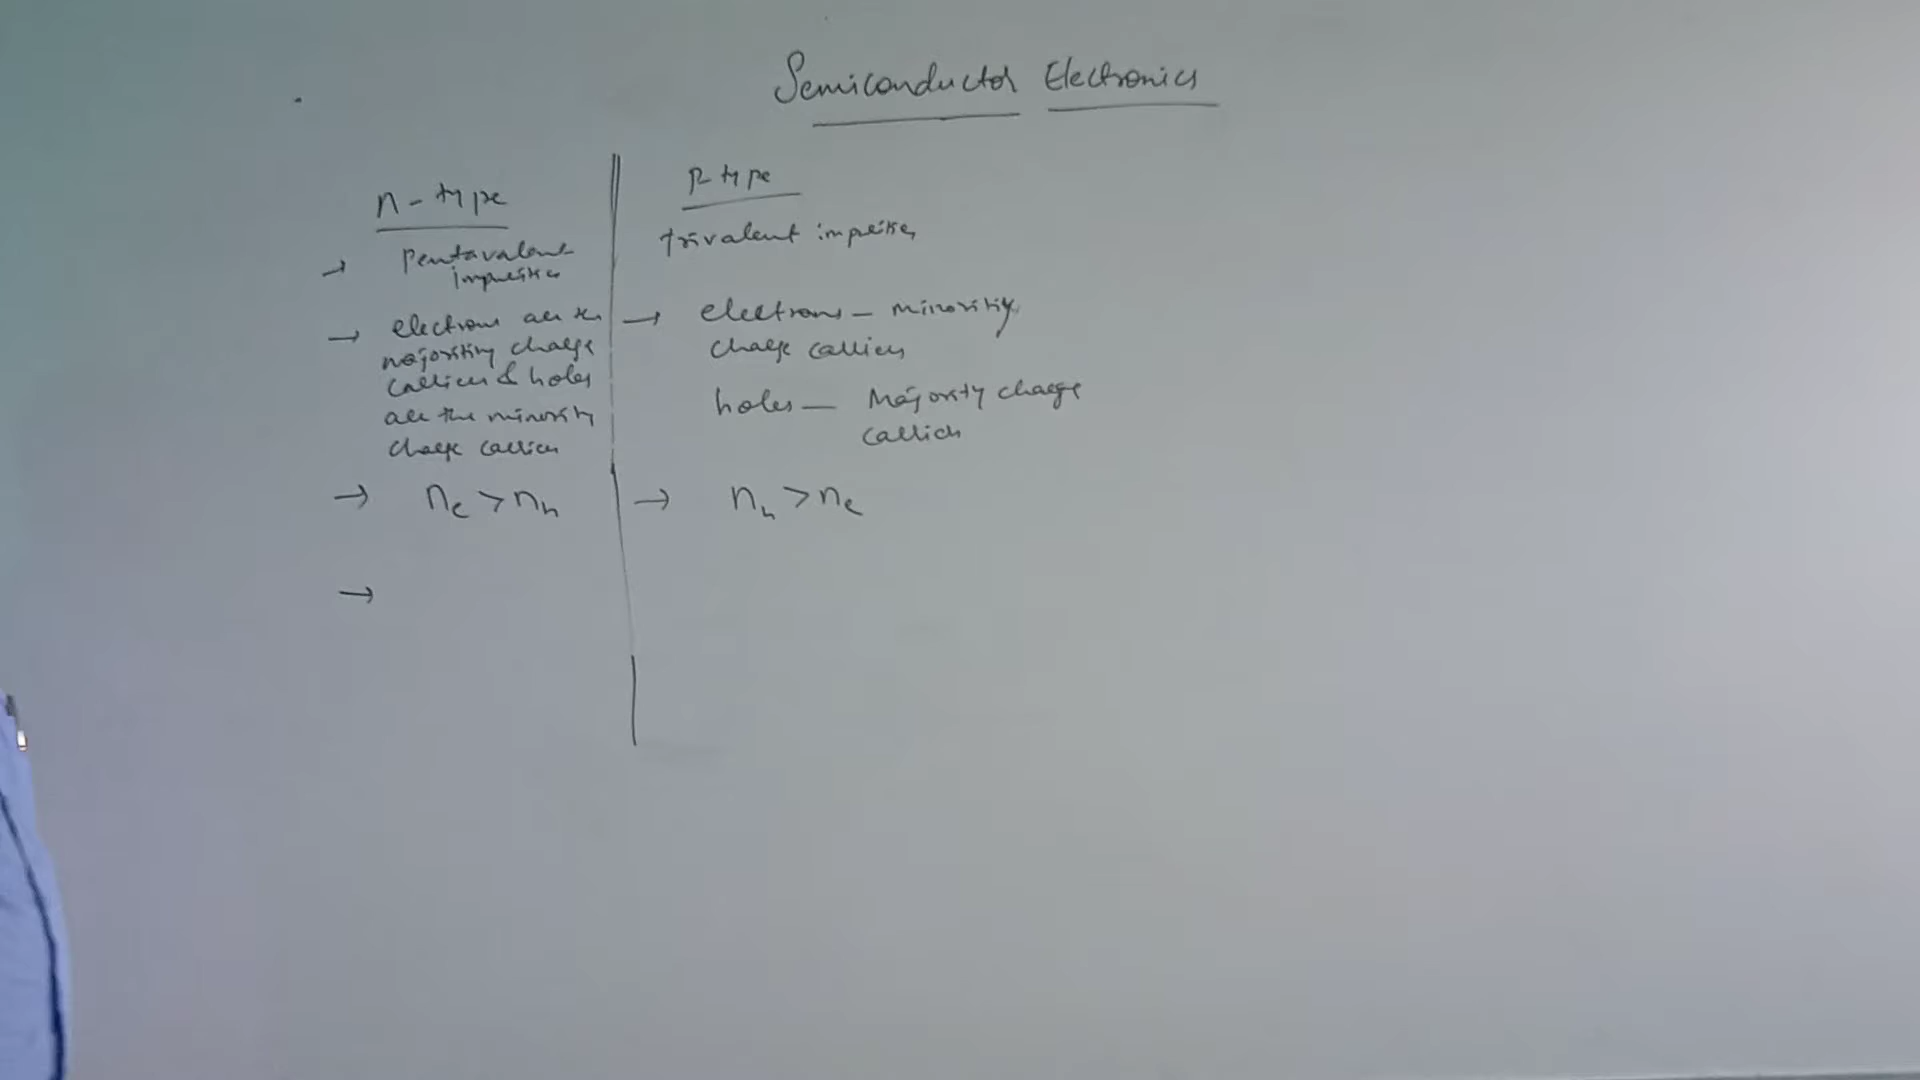 Semiconductor Electronics
n-type
→ Pentavalent
impurities
→ electrons are the
majority charge
carriers & holes
are the minority
charge carriers
→ ne > nh
→
P-type
trivalent impurities
→ electrons - minority
charge carriers
holes - Majority charge
carriers
→ nh > ne